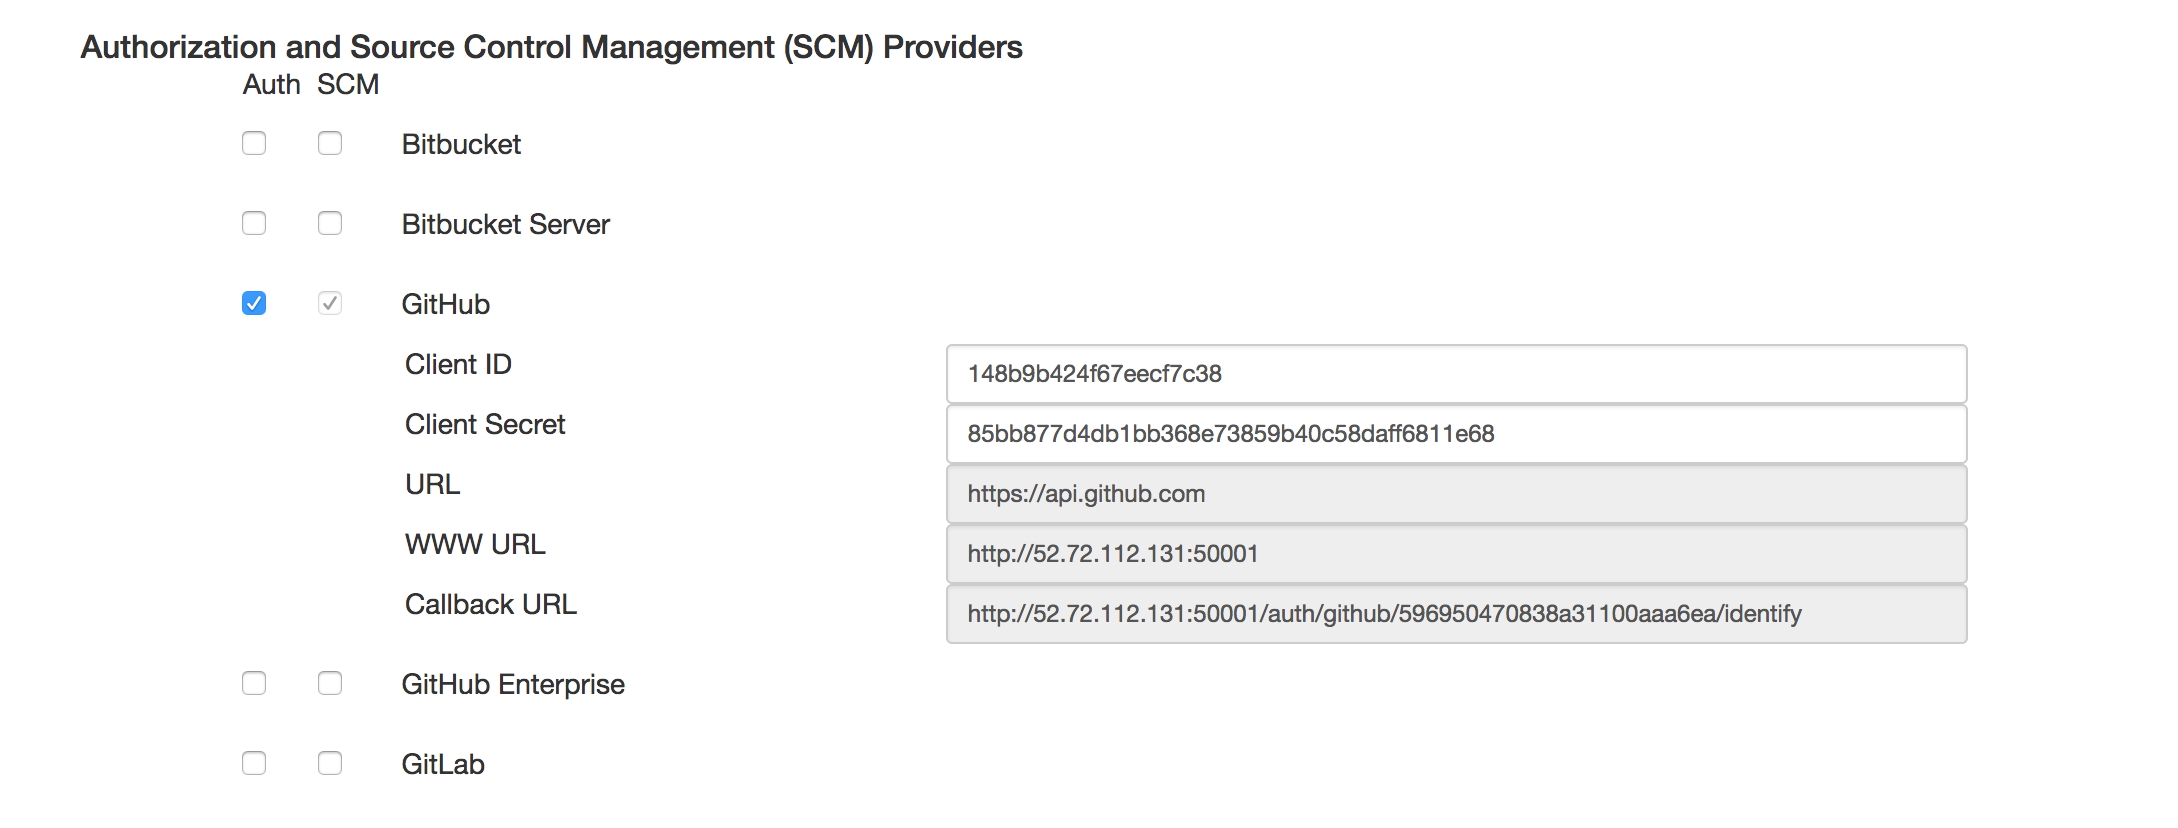 Authorization and Source Control Management (SCM) Providers
Auth SCM
Bitbucket
Bitbucket Server
GitHub
Client ID 148b9b424f67eecf7c38
Client Secret 85bb877d4db1bb368e73859b40c58daff6811e68
URL https://api.github.com
WWW URL http://52.72.112.131:50001
Callback URL http://52.72.112.131:50001/auth/github/596950470838a31100aaa6ea/identify
GitHub Enterprise
GitLab